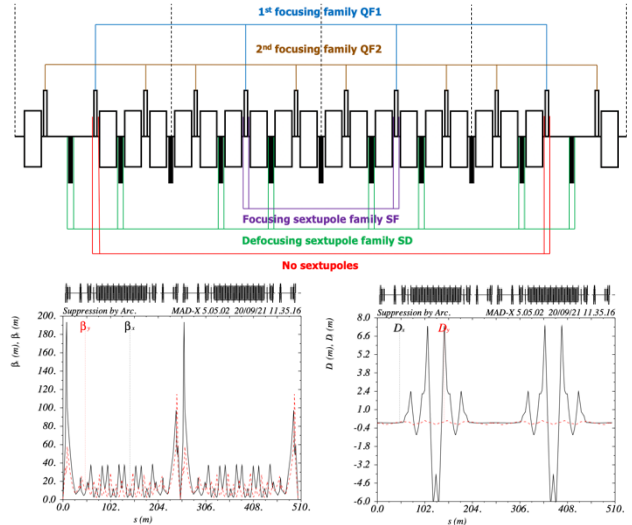 1st focusing family QF1
2nd focusing family QF2
Focusing sextupole family SF
Defocusing sextupole family SD
No sextupoles
Suppression by Arc. MAD-X 5.05.02 20/09/21 11.35.16
200.
180.
160.
140.
120.
100.
80.
60.
40.
20.
0.0
0.0 102. 204. 306. 408. 510.
s (m)
Suppression by Arc. MAD-X 5.05.02 20/09/21 11.35.16
8.0
6.6
5.2
3.8
2.4
1.0
-0.4
-1.8
-3.2
-4.6
-6.0
0.0 102. 204. 306. 408. 510.
s (m)